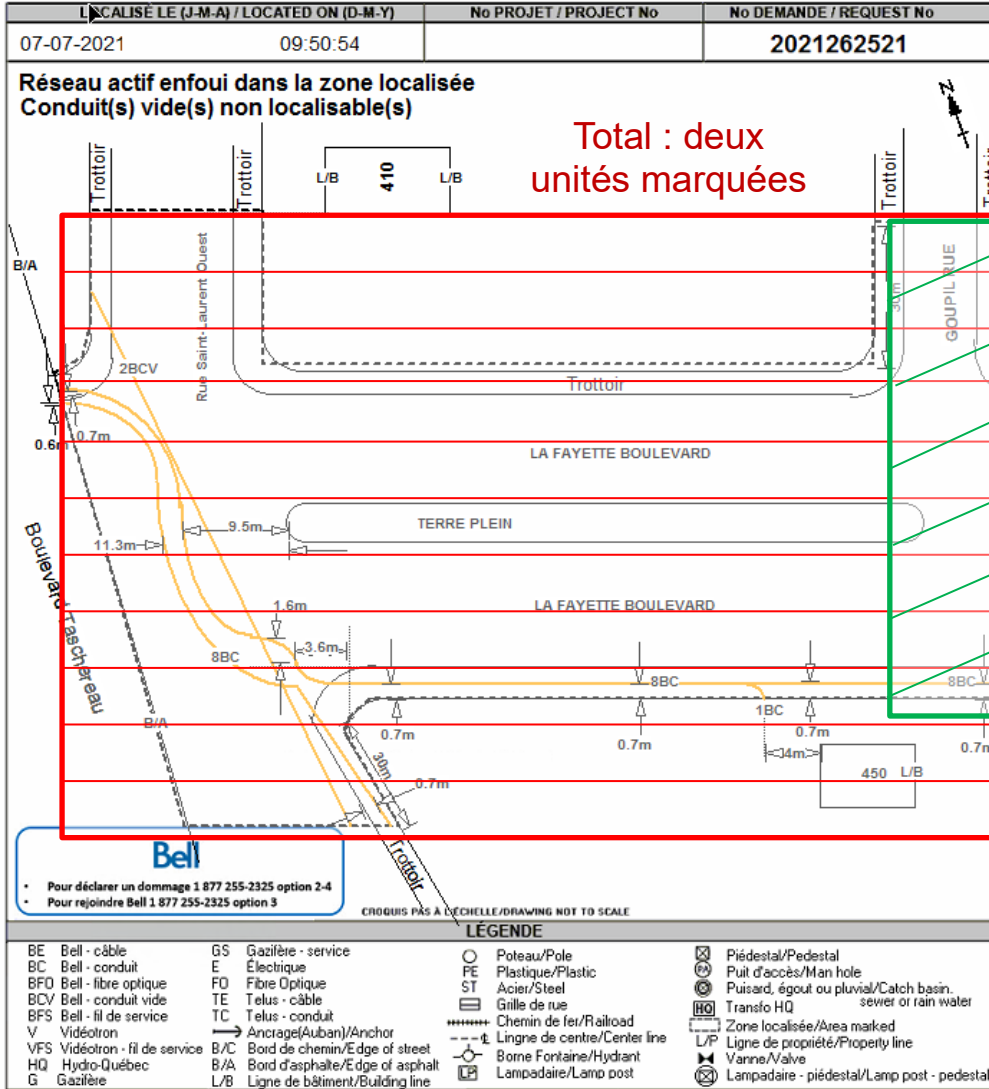 LOCALISÉ LE (J-M-A) / LOCATED ON (D-M-Y)
No PROJET / PROJECT No
No DEMANDE / REQUEST No
07-07-2021
09:50:54
2021262521
Réseau actif enfoui dans la zone localisée
Conduit(s) vide(s) non localisable(s)
Total : deux
unités marquées
N
Trottoir
Trottoir
L/B
410
L/B
Trottoir
B/A
Rue Saint-Laurent Ouest
30m
GOUPIL RUE
2BCV
Trottoir
0.6m
0.7m
LA FAYETTE BOULEVARD
TERRE PLEIN
9.5m
11.3m
Boulevard Taschereau
1.6m
LA FAYETTE BOULEVARD
8BC
3.6m
8BC
8BC
1BC
B/A
0.7m
0.7m
0.7m
0.7m
4m
30m
0.7m
450 L/B
Trottoir
Bell
• Pour déclarer un dommage 1 877 255-2325 option 2-4
• Pour rejoindre Bell 1 877 255-2325 option 3
CROQUIS PAS À L'ÉCHELLE/DRAWING NOT TO SCALE
LÉGENDE
BE Bell - câble
BC Bell - conduit
BFO Bell - fibre optique
BCV Bell - conduit vide
BFS Bell - fil de service
V Vidéotron
VFS Vidéotron - fil de service
HQ Hydro-Québec
G Gazifère
GS Gazifère - service
E Électrique
FO Fibre Optique
TE Telus - câble
TC Telus - conduit
Ancrage(Auban)/Anchor
B/C Bord de chemin/Edge of street
B/A Bord d'asphalte/Edge of asphalt
L/B Ligne de bâtiment/Building line
Poteau/Pole
PE Plastique/Plastic
ST Acier/Steel
Grille de rue
Chemin de fer/Railroad
Lingne de centre/Center line
Borne Fontaine/Hydrant
LP Lampadaire/Lamp post
Piédestal/Pedestal
PA Puit d'accès/Man hole
Puisard, égout ou pluvial/Catch basin.
sewer or rain water
HQ Transfo HQ
Zone localisée/Area marked
L/P Ligne de propriété/Property line
Vanne/Valve
Lampadaire - piédestal/Lamp post - pedestal